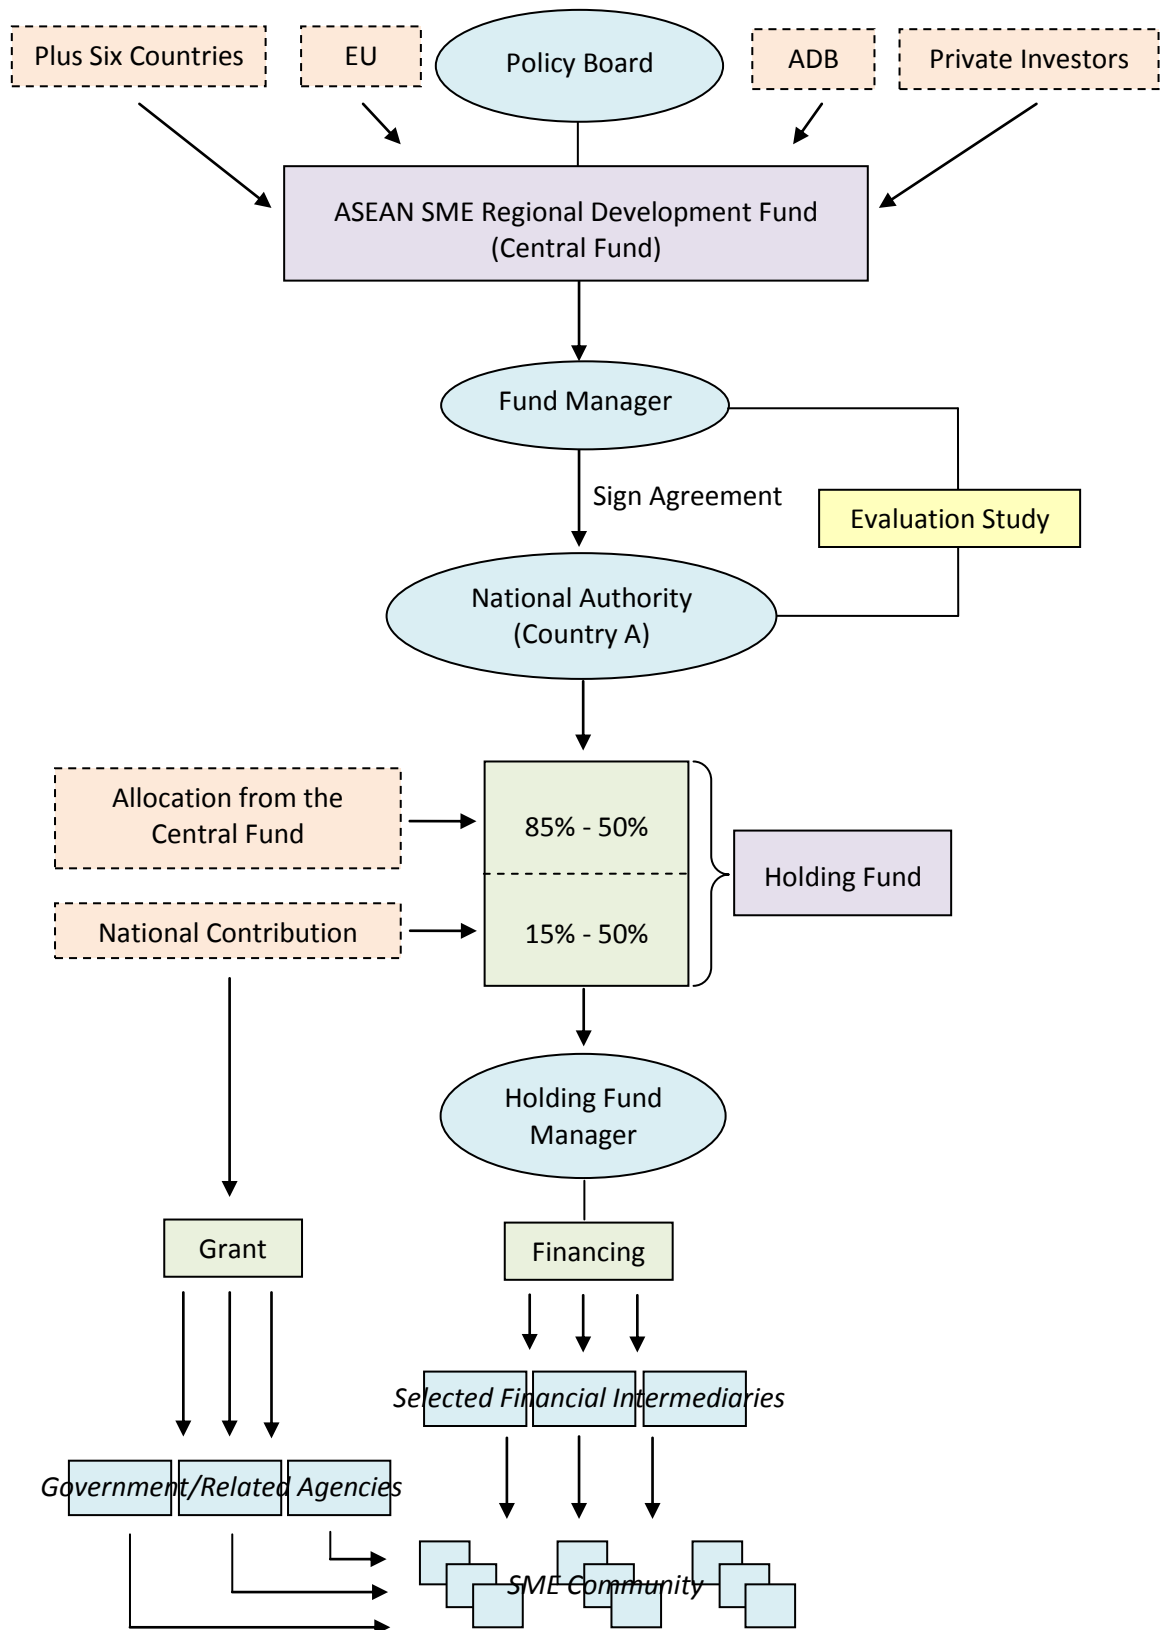 Plus Six Countries
EU
Policy Board
ADB
Private Investors
ASEAN SME Regional Development Fund
(Central Fund)
Fund Manager
Sign Agreement
Evaluation Study
National Authority
(Country A)
Allocation from the
Central Fund
85% - 50%
Holding Fund
National Contribution
15% - 50%
Holding Fund
Manager
Grant
Financing
Selected Financial Intermediaries
Government/Related Agencies
SME Community